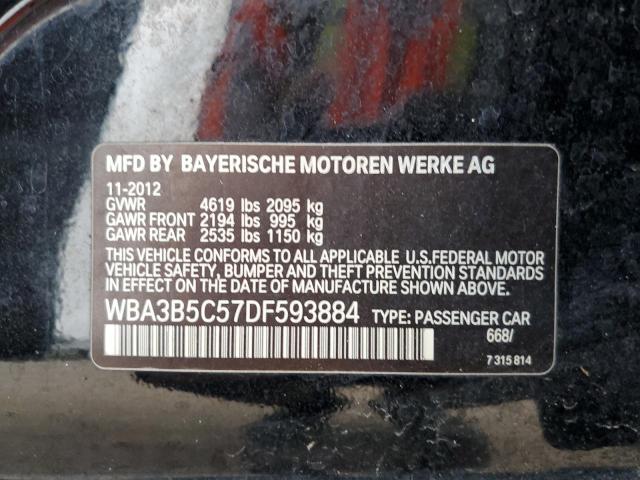 MFD BY BAYERISCHE MOTOREN WERKE AG
11-2012
GVWR 4619 lbs 2095 kg
GAWR FRONT 2194 lbs 995 kg
GAWR REAR 2535 lbs 1150 kg
THIS VEHICLE CONFORMS TO ALL APPLICABLE U.S.FEDERAL MOTOR
VEHICLE SAFETY, BUMPER AND THEFT PREVENTION STANDARDS
IN EFFECT ON THE DATE OF MANUFACTURE SHOWN ABOVE.
WBA3B5C57DF593884 TYPE: PASSENGER CAR
668/
7 315 814